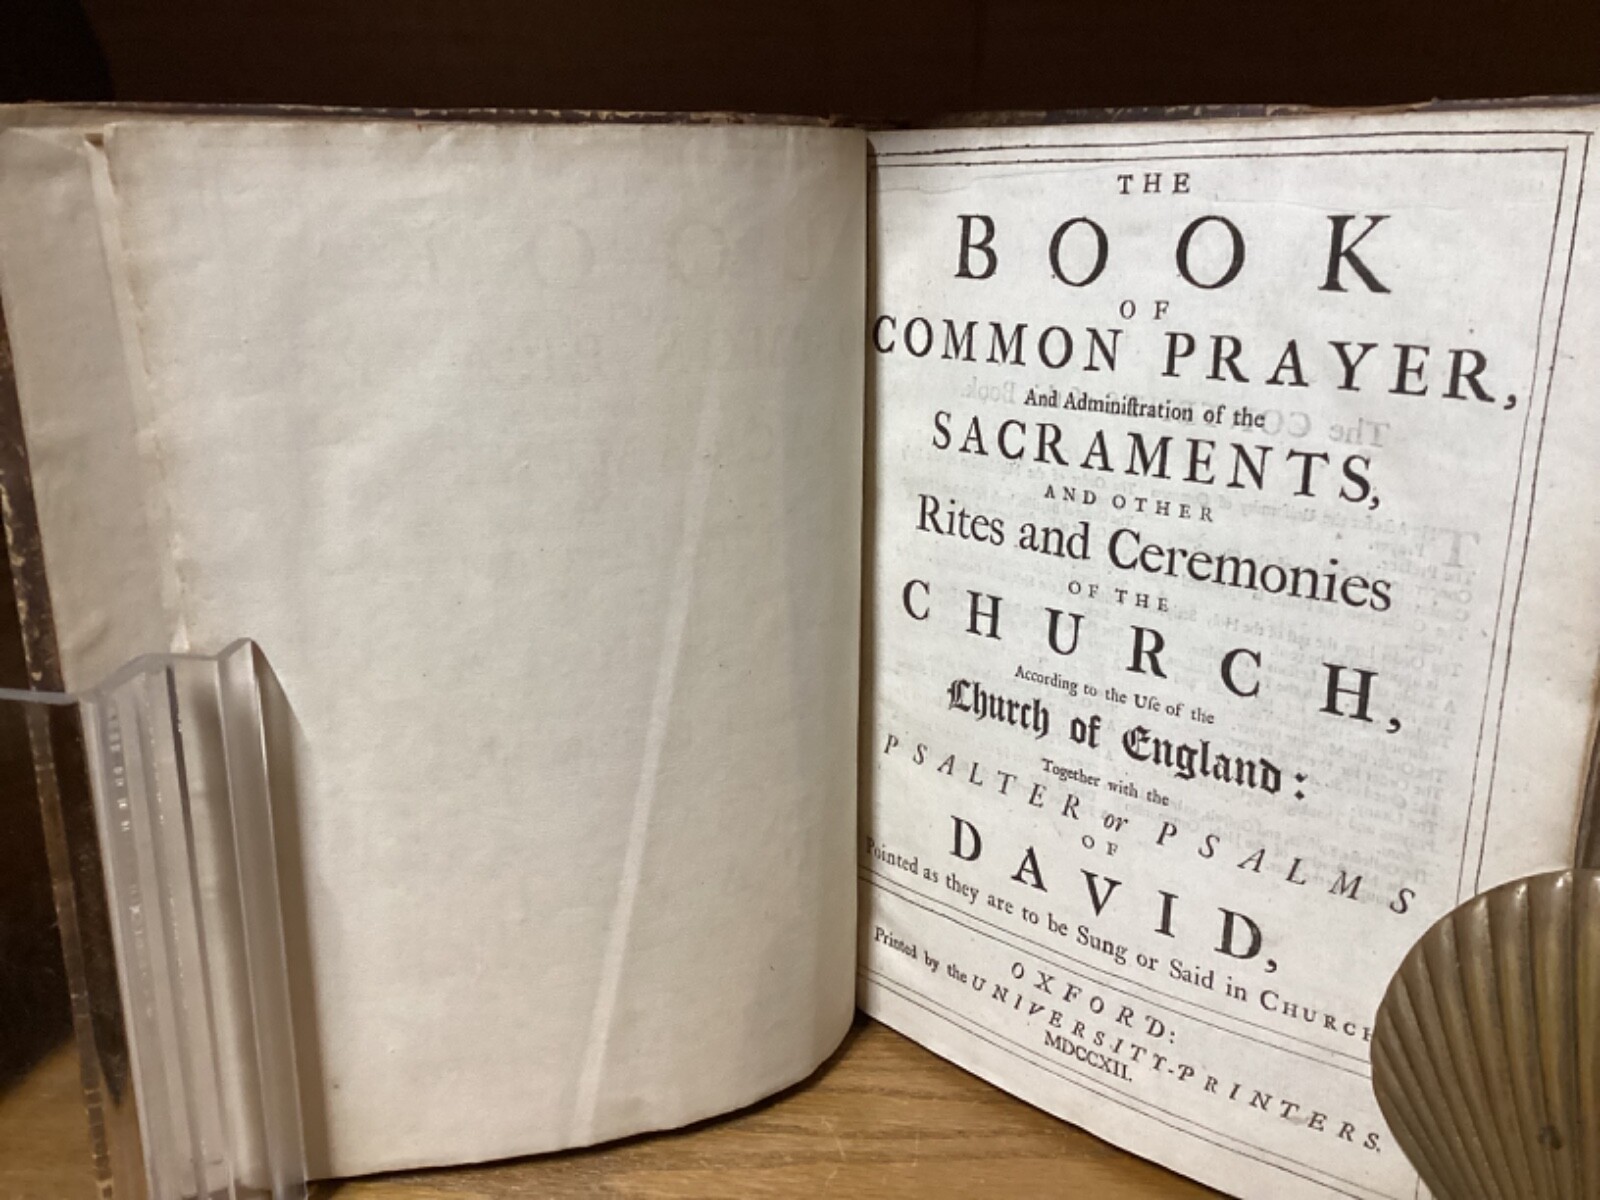 THE
BOOK
OF
COMMON PRAYER,
And Adminiſtration of the
SACRAMENTS,
AND OTHER
Rites and Ceremonies
OF THE
CHURCH,
According to the Uſe of the
Church of England:
Together with the
PSALTER or PSALMS
OF
DAVID,
Pointed as they are to be Sung or Said in CHURCH
OXFORD:
Printed by the UNIVERSITY-PRINTERS.
MDCCXII.